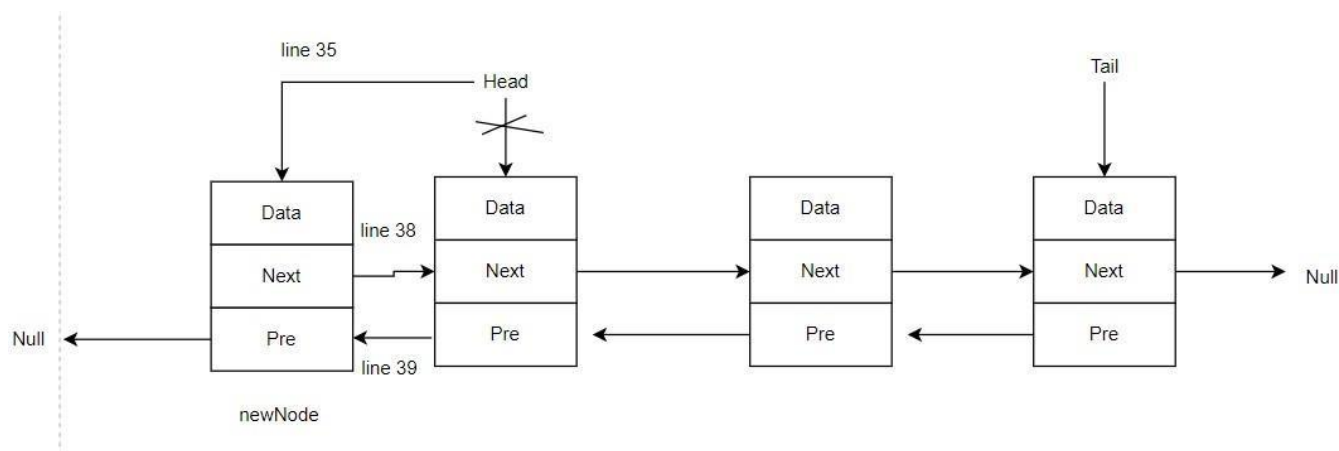 line 35
Head
Tail
Data
Data
Data
Data
line 38
Next
Next
Next
Next
Null
Null
Pre
Pre
Pre
Pre
line 39
newNode